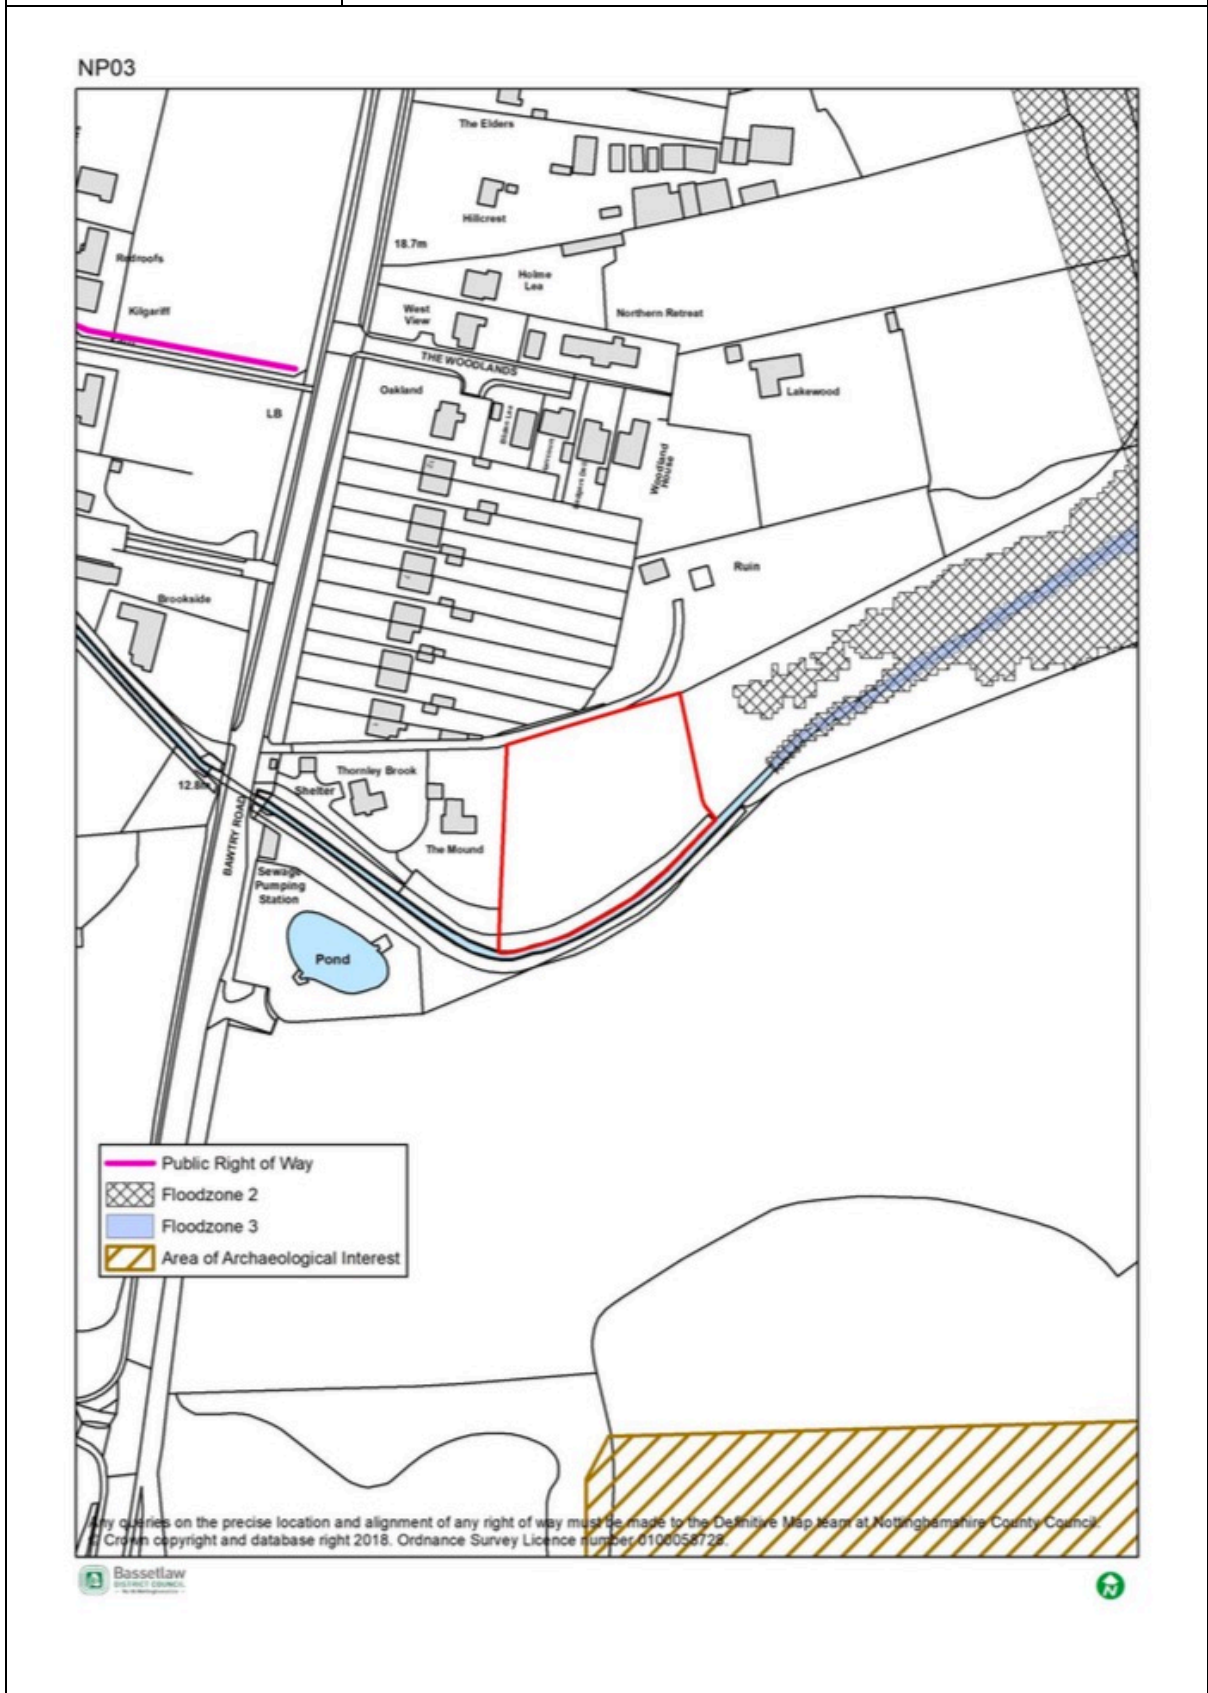 NP03
The Elders
Hillcrest
18.7m
Redroofs
Holme
Lea
Kilgariff
West
View
Northern Retreat
THE WOODLANDS
Oakland
Lakewood
LB
Woodland
House
Ruin
Brookside
Thornley Brook
Shelter
12.8m
BAWTRY ROAD
The Mound
Sewage
Pumping
Station
Pond
Public Right of Way
Floodzone 2
Floodzone 3
Area of Archaeological Interest
Any queries on the precise location and alignment of any right of way must be made to the Definitive Map team at Nottinghamshire County Council.
© Crown copyright and database right 2018. Ordnance Survey Licence number 0100058728.
Bassetlaw
DISTRICT COUNCIL
N